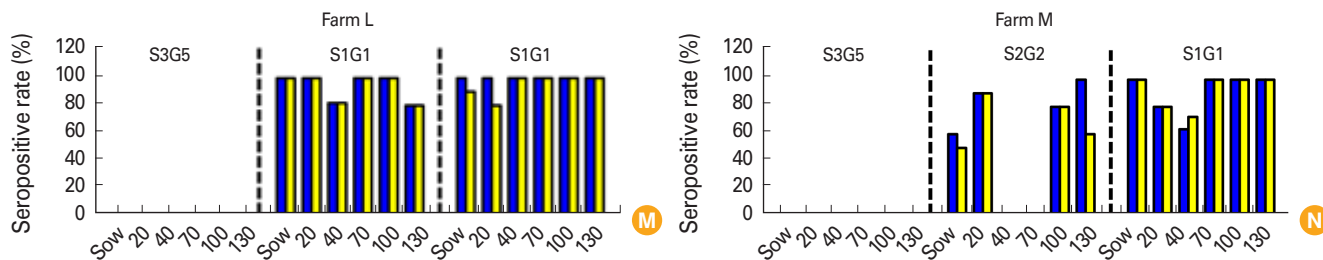 Farm L
Seropositive rate (%)
120
100
80
60
40
20
0
S3G5 S1G1 S1G1
Sow 20 40 70 100 130 Sow 20 40 70 100 130 Sow 20 40 70 100 130
M
Farm M
Seropositive rate (%)
120
100
80
60
40
20
0
S3G5 S2G2 S1G1
Sow 20 40 70 100 130 Sow 20 40 70 100 130 Sow 20 40 70 100 130
N